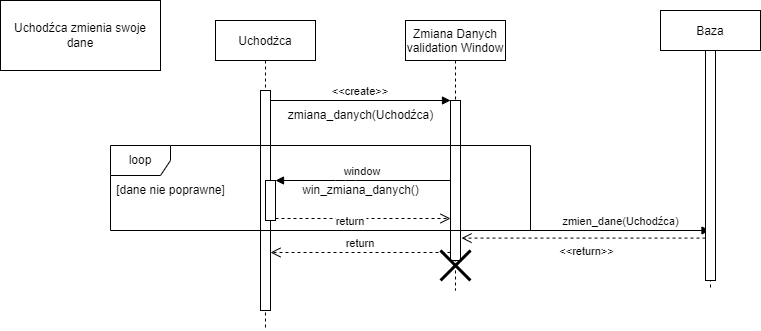 Uchodźca zmienia swoje
dane
Uchodźca
Zmiana Danych
validation Window
Baza
<<create>>
zmiana_danych(Uchodźca)
loop
window
[dane nie poprawne]
win_zmiana_danych()
return
zmien_dane(Uchodźca)
return
<<return>>